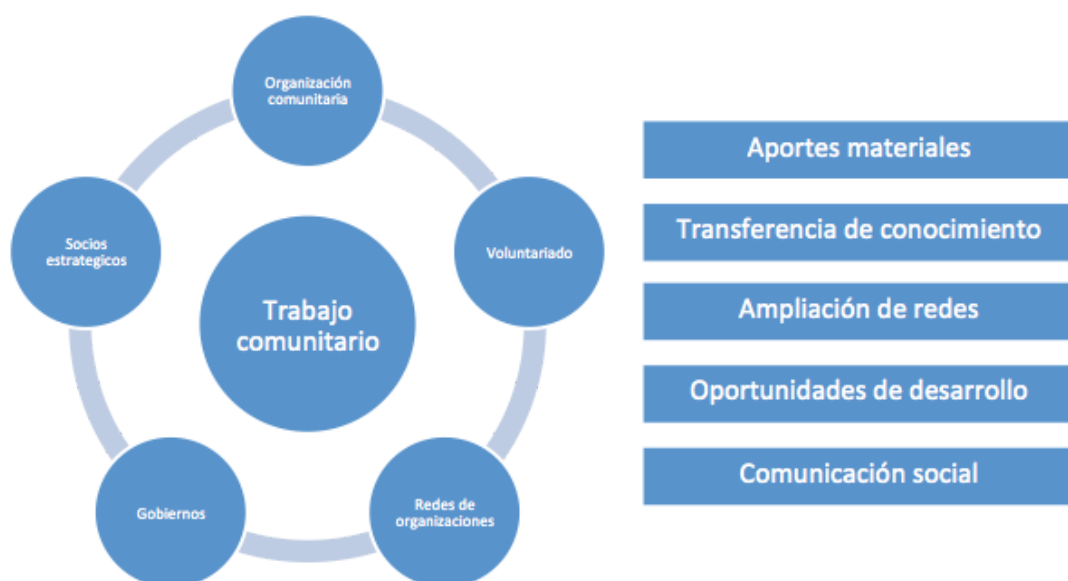 Organización
comunitaria
Voluntariado
Redes de
organizaciones
Gobiernos
Socios
estrategicos
Trabajo
comunitario
Aportes materiales
Transferencia de conocimiento
Ampliación de redes
Oportunidades de desarrollo
Comunicación social